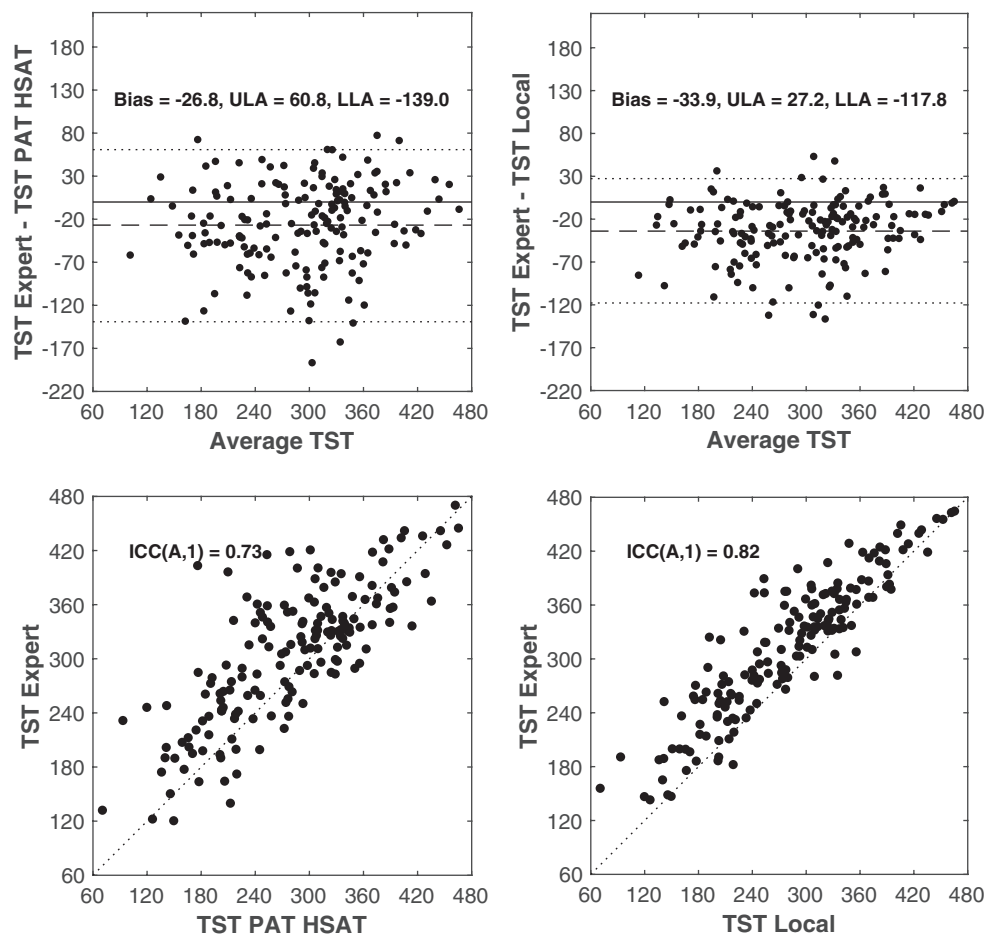 TST Expert - TST PAT HSAT
180
130
80
30
-20
-70
-120
-170
-220
Bias = -26.8, ULA = 60.8, LLA = -139.0
60 120 180 240 300 360 420 480
Average TST
TST Expert - TST Local
180
130
80
30
-20
-70
-120
-170
-220
Bias = -33.9, ULA = 27.2, LLA = -117.8
60 120 180 240 300 360 420 480
Average TST
TST Expert
480
420
360
300
240
180
120
60
ICC(A,1) = 0.73
60 120 180 240 300 360 420 480
TST PAT HSAT
TST Expert
480
420
360
300
240
180
120
60
ICC(A,1) = 0.82
60 120 180 240 300 360 420 480
TST Local